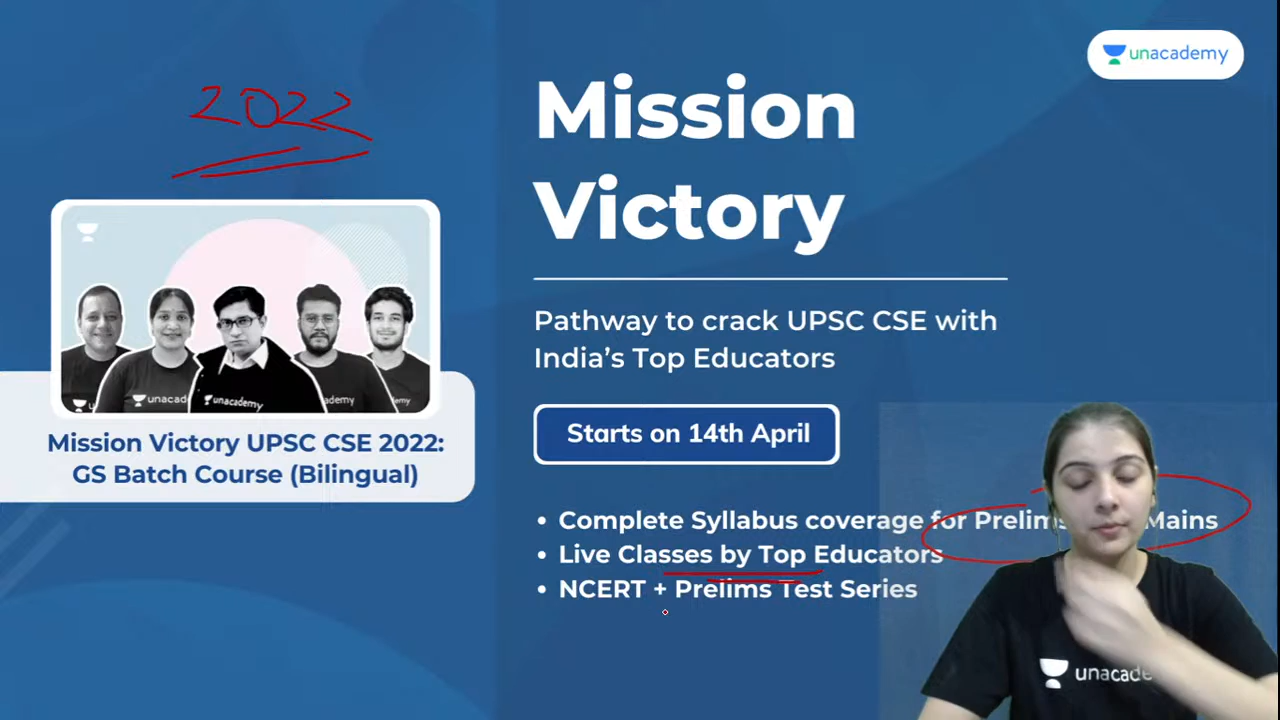 unacademy
2022
Mission
Victory
Pathway to crack UPSC CSE with
India's Top Educators
Starts on 14th April
Mission Victory UPSC CSE 2022:
GS Batch Course (Bilingual)
• Complete Syllabus coverage for Prelims Mains
• Live Classes by Top Educators
• NCERT + Prelims Test Series
unacademy